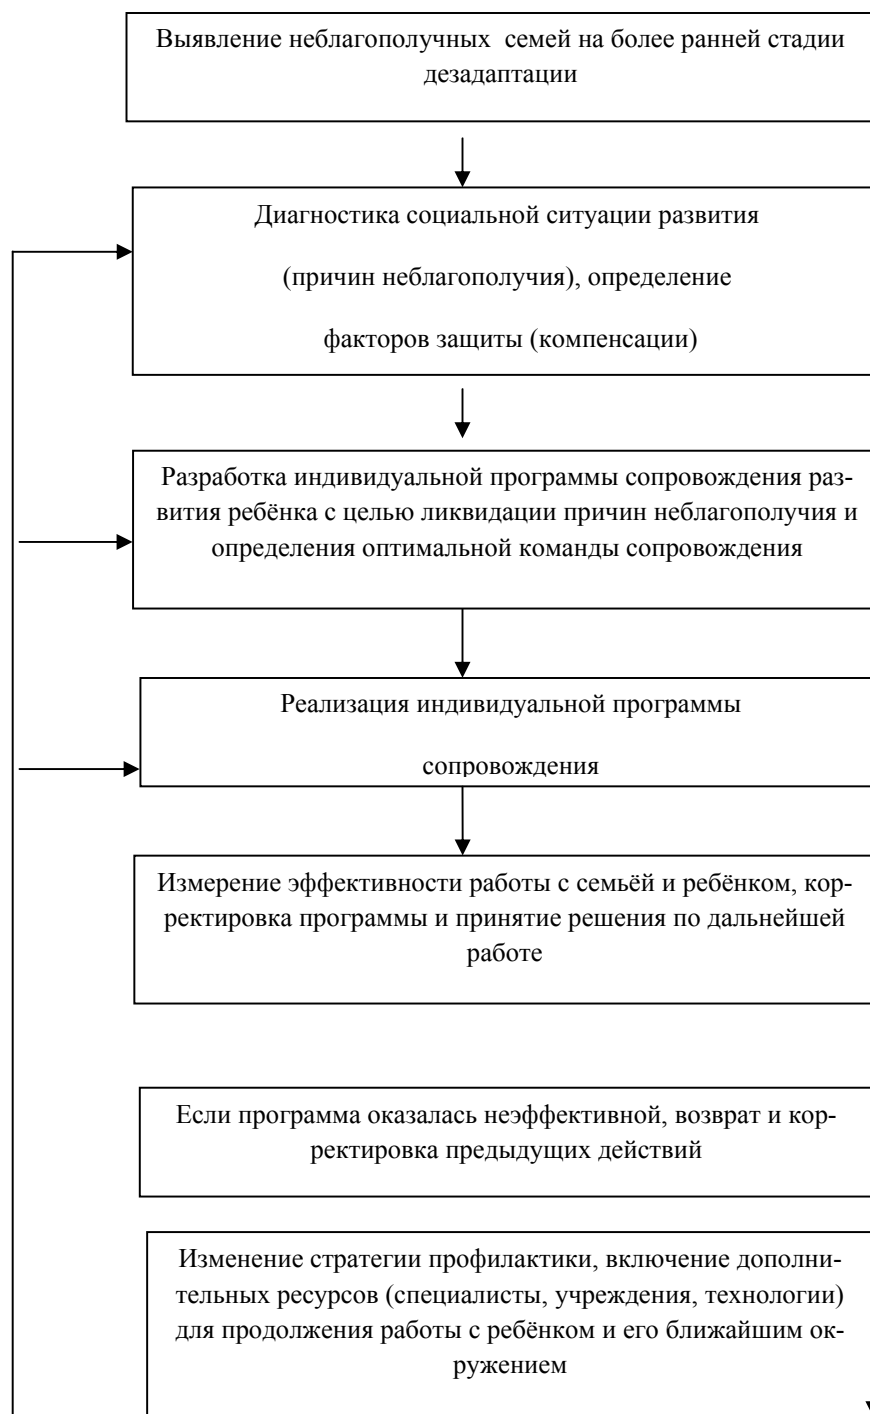 Выявление неблагополучных семей на более ранней стадии
дезадаптации
Диагностика социальной ситуации развития
(причин неблагополучия), определение
факторов защиты (компенсации)
Разработка индивидуальной программы сопровождения раз-
вития ребёнка с целью ликвидации причин неблагополучия и
определения оптимальной команды сопровождения
Реализация индивидуальной программы
сопровождения
Измерение эффективности работы с семьёй и ребёнком, кор-
ректировка программы и принятие решения по дальнейшей
работе
Если программа оказалась неэффективной, возврат и кор-
ректировка предыдущих действий
Изменение стратегии профилактики, включение дополни-
тельных ресурсов (специалисты, учреждения, технологии)
для продолжения работы с ребёнком и его ближайшим ок-
ружением